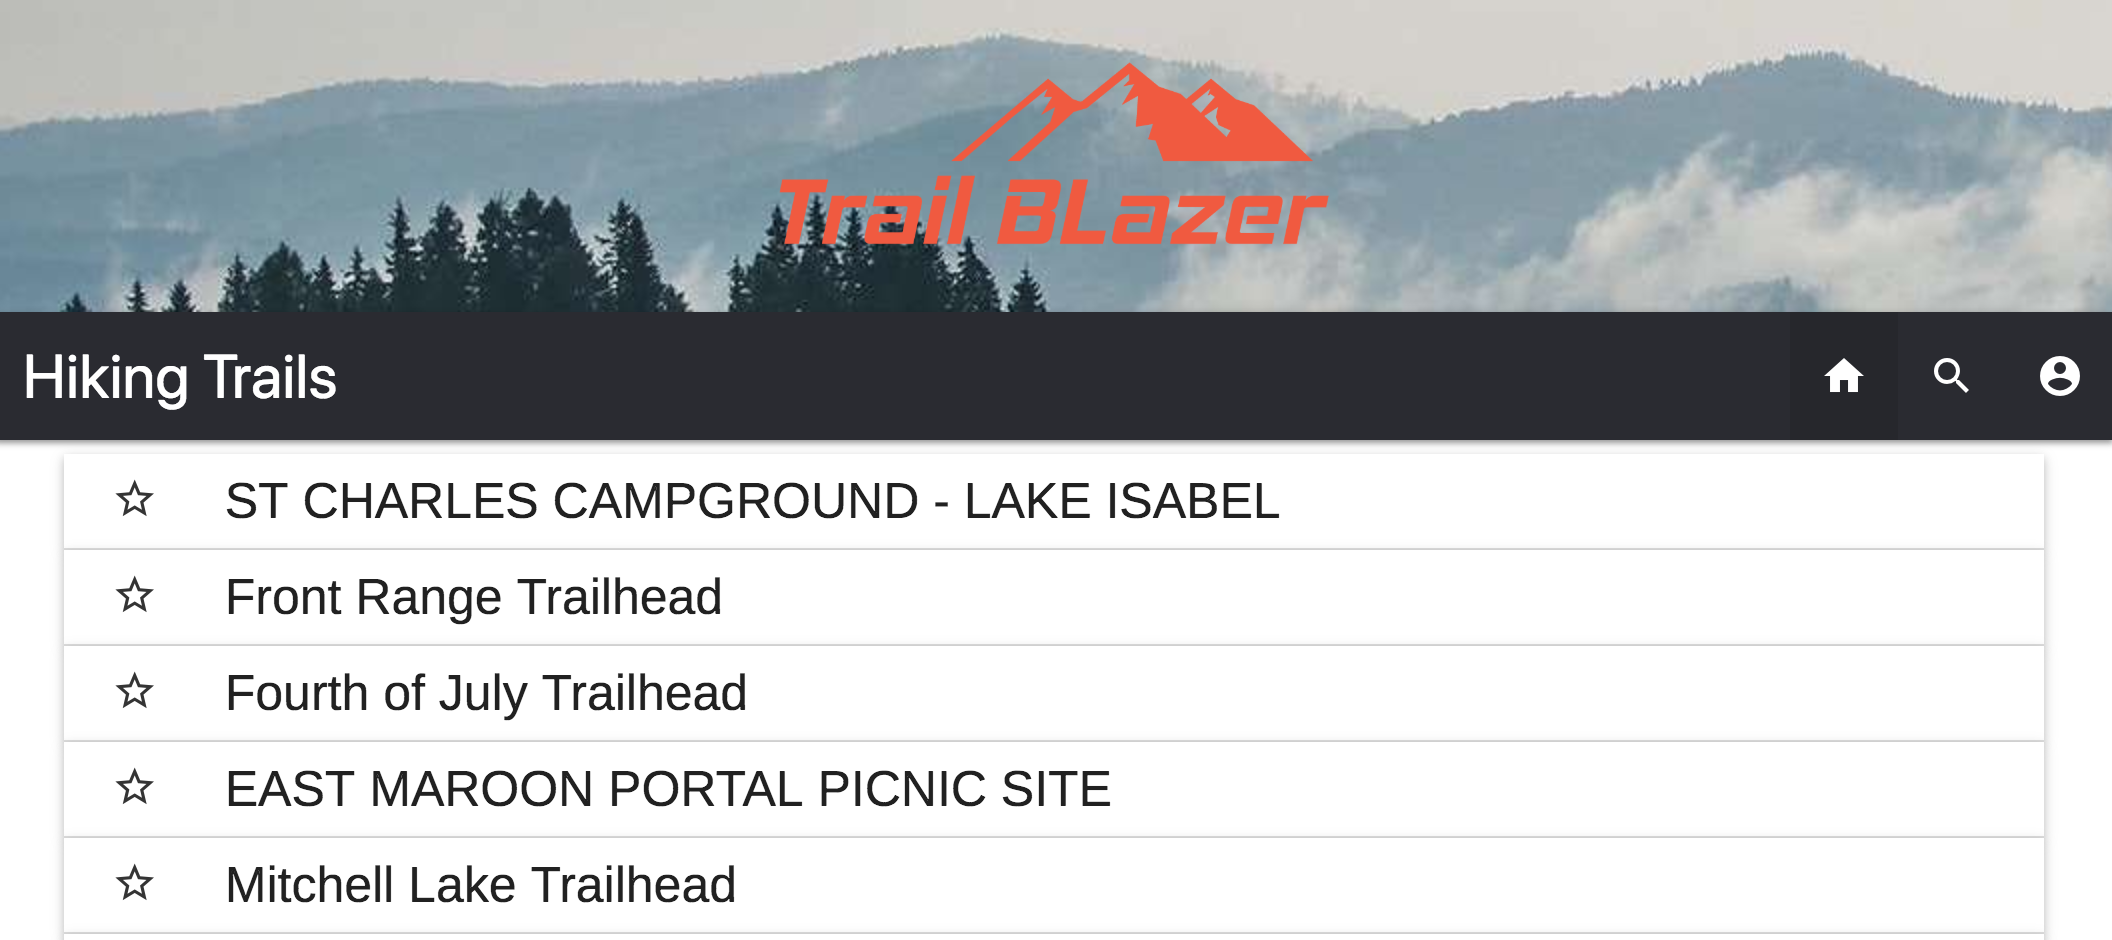 Trail BLazer
Hiking Trails
ST CHARLES CAMPGROUND - LAKE ISABEL
Front Range Trailhead
Fourth of July Trailhead
EAST MAROON PORTAL PICNIC SITE
Mitchell Lake Trailhead